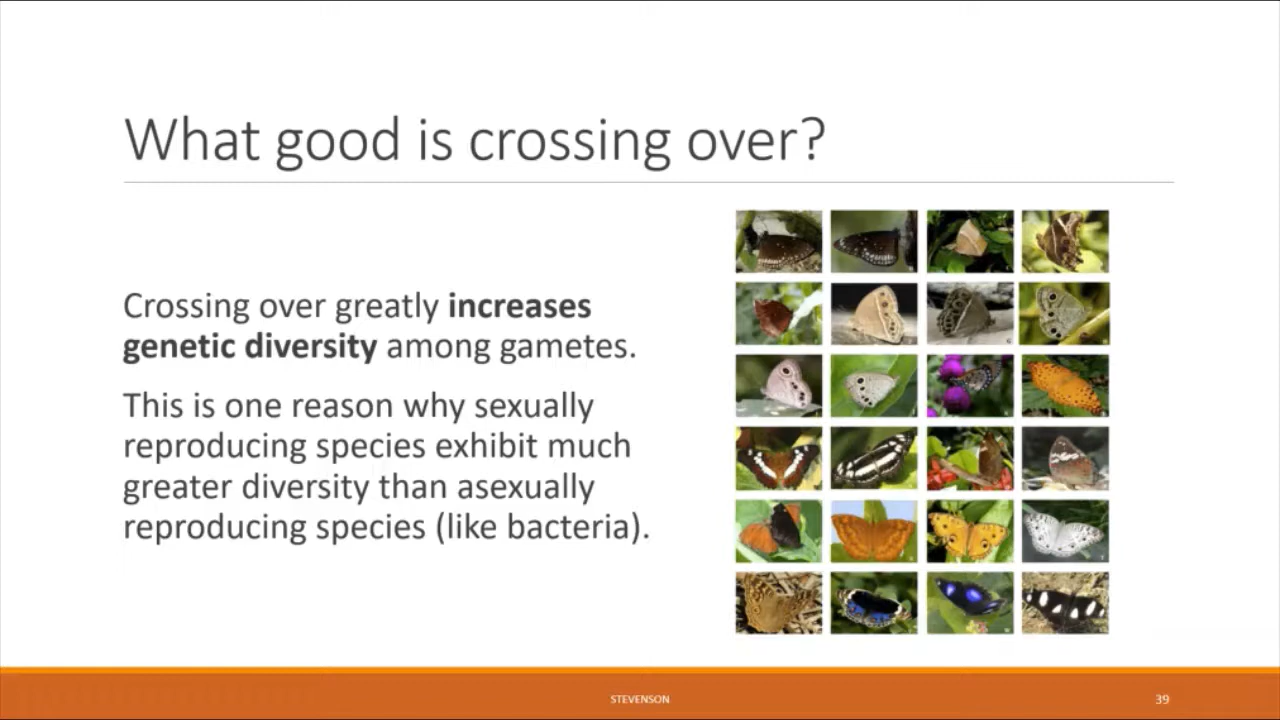 What good is crossing over?
Crossing over greatly increases
genetic diversity among gametes.
This is one reason why sexually
reproducing species exhibit much
greater diversity than asexually
reproducing species (like bacteria).
STEVENSON
39